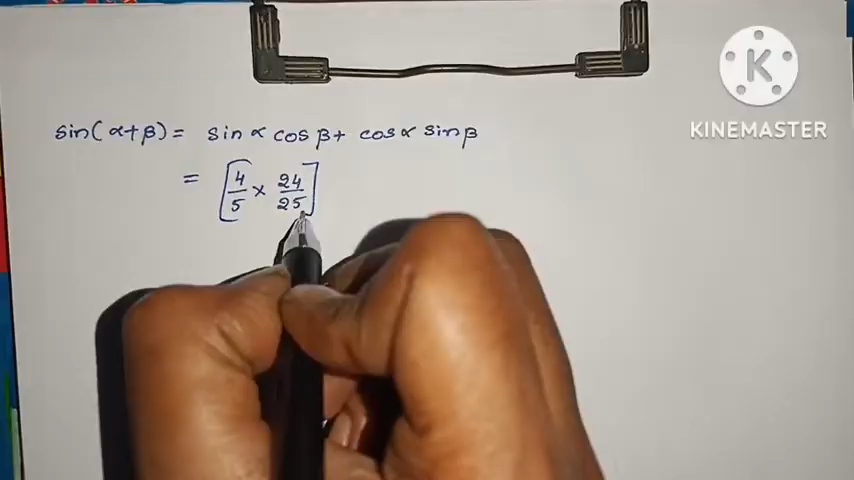 sin(α+β) = sin α cos β + cos α sin β
= [4/5 × 24/25]
KINEMASTER